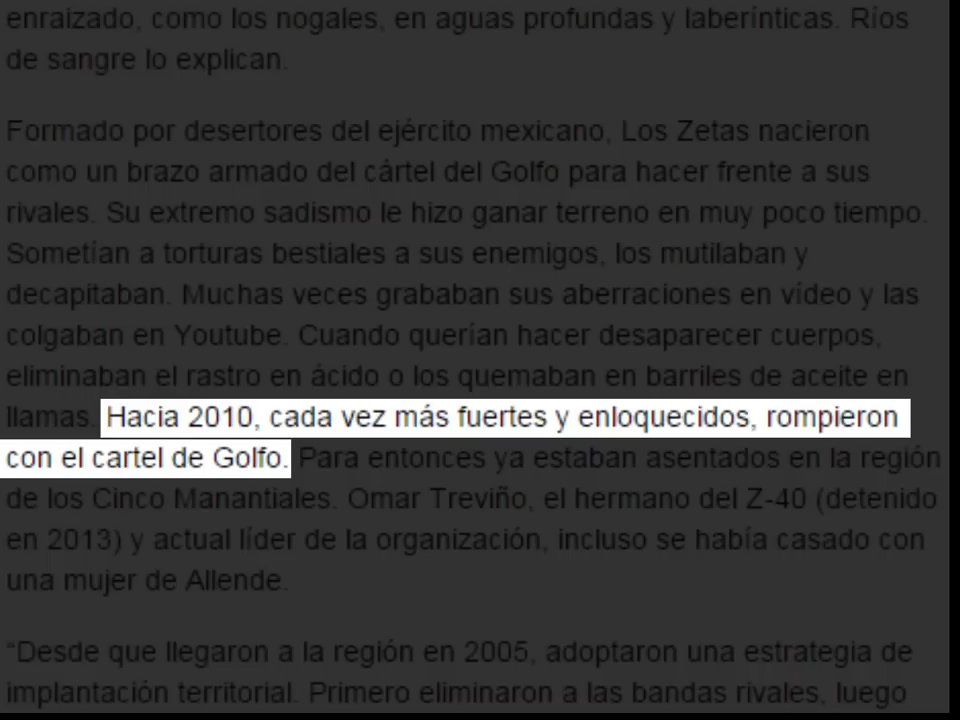 enraizado, como los nogales, en aguas profundas y laberínticas. Ríos
de sangre lo explican.
Formado por desertores del ejército mexicano, Los Zetas nacieron
como un brazo armado del cártel del Golfo para hacer frente a sus
rivales. Su extremo sadismo le hizo ganar terreno en muy poco tiempo.
Sometían a torturas bestiales a sus enemigos, los mutilaban y
decapitaban. Muchas veces grababan sus aberraciones en vídeo y las
colgaban en Youtube. Cuando querían hacer desaparecer cuerpos,
eliminaban el rastro en ácido o los quemaban en barriles de aceite en
llamas. Hacia 2010, cada vez más fuertes y enloquecidos, rompieron
con el cartel de Golfo. Para entonces ya estaban asentados en la región
de los Cinco Manantiales. Omar Treviño, el hermano del Z-40 (detenido
en 2013) y actual líder de la organización, incluso se había casado con
una mujer de Allende.
“Desde que llegaron a la región en 2005, adoptaron una estrategia de
implantación territorial. Primero eliminaron a las bandas rivales, luego